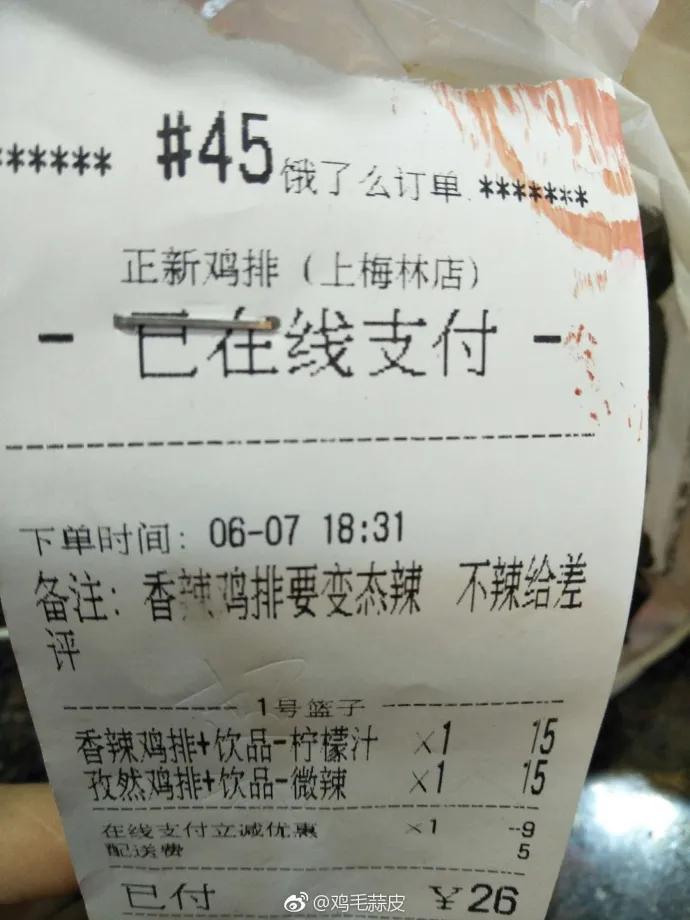 ****** #45 饿了么订单 *******
正新鸡排（上梅林店）
- 已在线支付 -
下单时间: 06-07 18:31
备注: 香辣鸡排要变态辣 不辣给差
评
1号篮子
香辣鸡排+饮品-柠檬汁 x1 15
孜然鸡排+饮品-微辣 x1 15
在线支付立减优惠 x1 -9
配送费 5
已付 ¥26
@鸡毛蒜皮